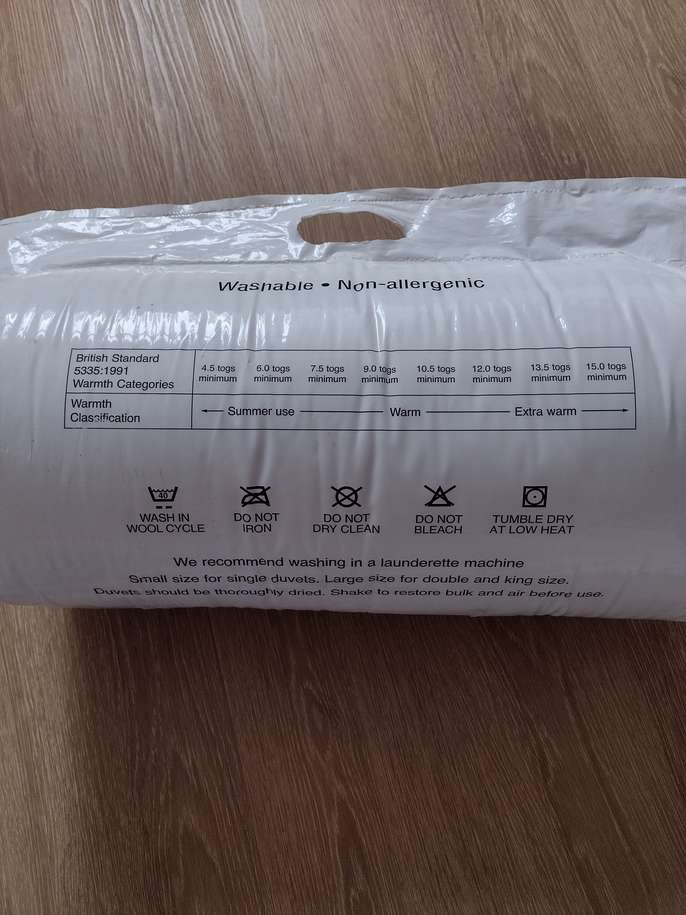 Washable • Non-allergenic
British Standard
5335:1991
Warmth Categories
4.5 togs minimum
6.0 togs minimum
7.5 togs minimum
9.0 togs minimum
10.5 togs minimum
12.0 togs minimum
13.5 togs minimum
15.0 togs minimum
Warmth
Classification
Summer use
Warm
Extra warm
40
WASH IN
WOOL CYCLE
DO NOT
IRON
DO NOT
DRY CLEAN
DO NOT
BLEACH
TUMBLE DRY
AT LOW HEAT
We recommend washing in a launderette machine
Small size for single duvets. Large size for double and king size.
Duvets should be thoroughly dried. Shake to restore bulk and air before use.